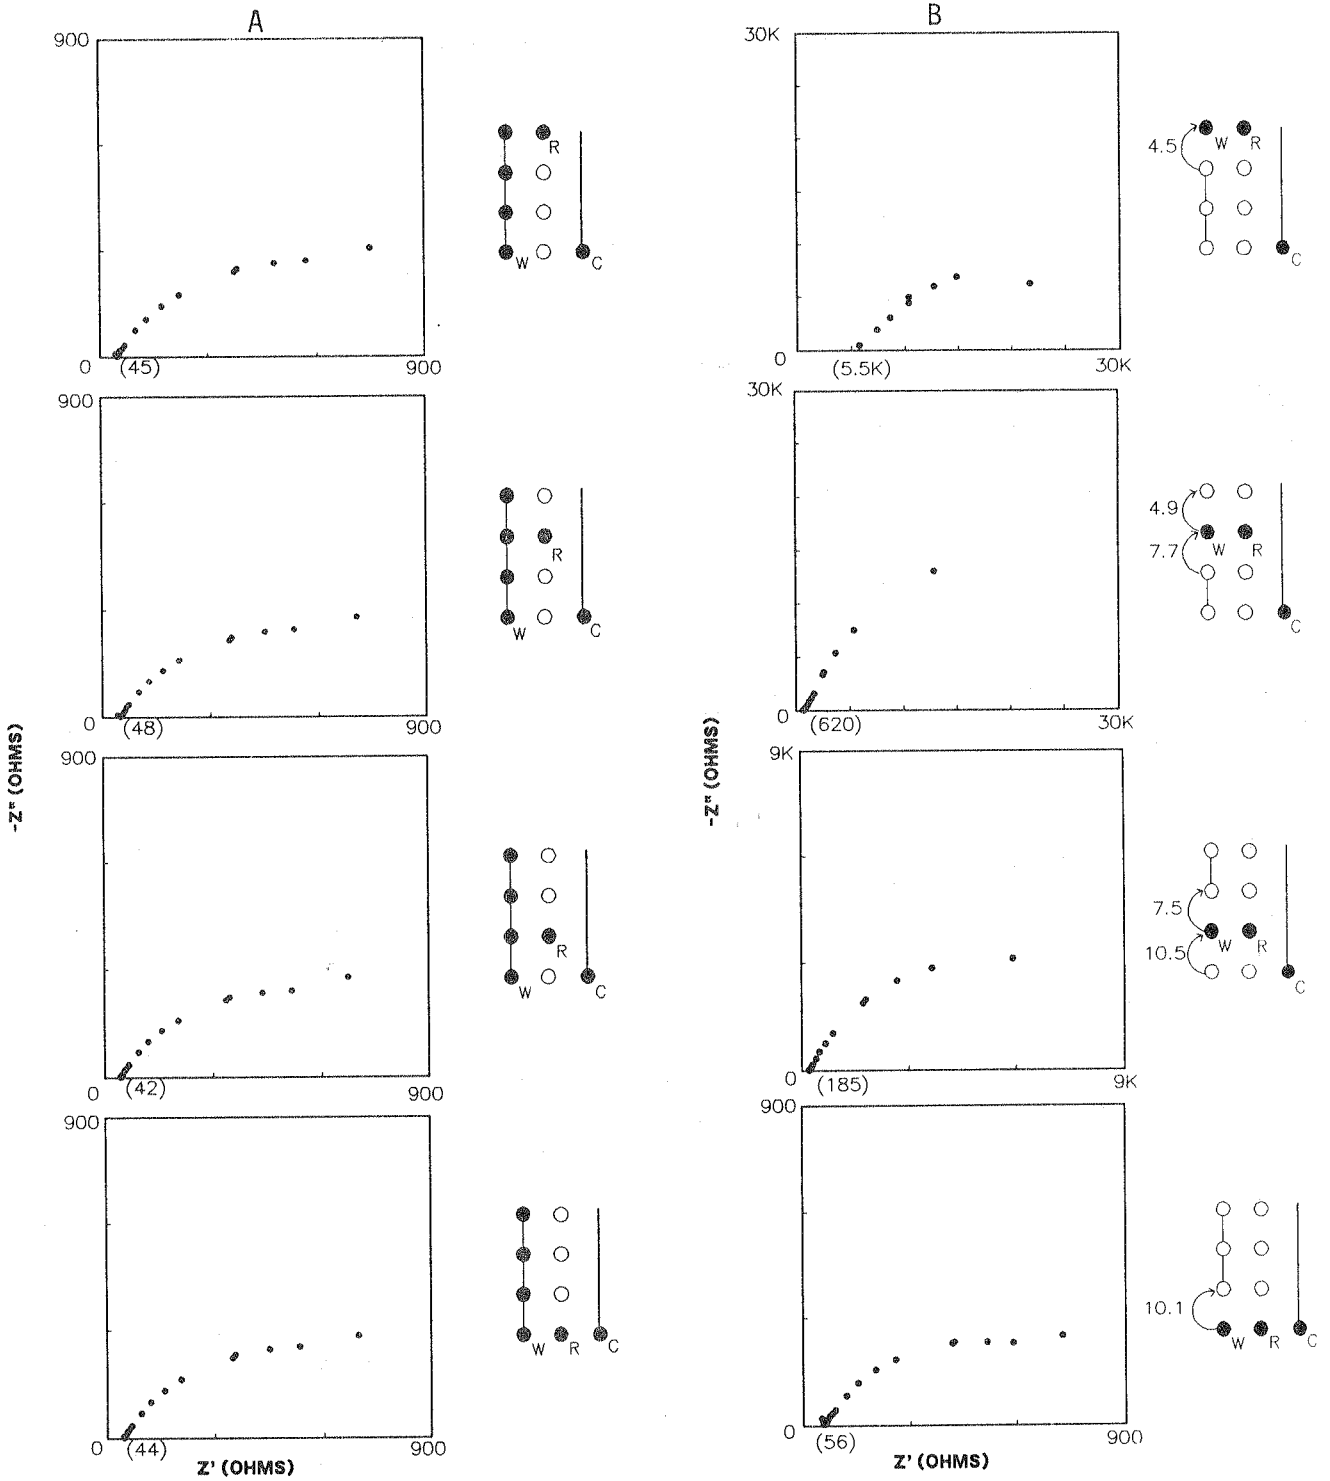 A
B
900
0
(45)
900
R
W
C
30K
0
(5.5K)
30K
4.5
W
R
C
900
0
(48)
900
R
W
C
30K
0
(620)
30K
4.9
7.7
W
R
C
-Z" (OHMS)
-Z" (OHMS)
900
0
(42)
900
R
W
C
9K
0
(185)
9K
7.5
10.5
W
R
C
900
0
(44)
900
W
R
C
900
0
(56)
900
10.1
W
R
C
Z' (OHMS)
Z' (OHMS)